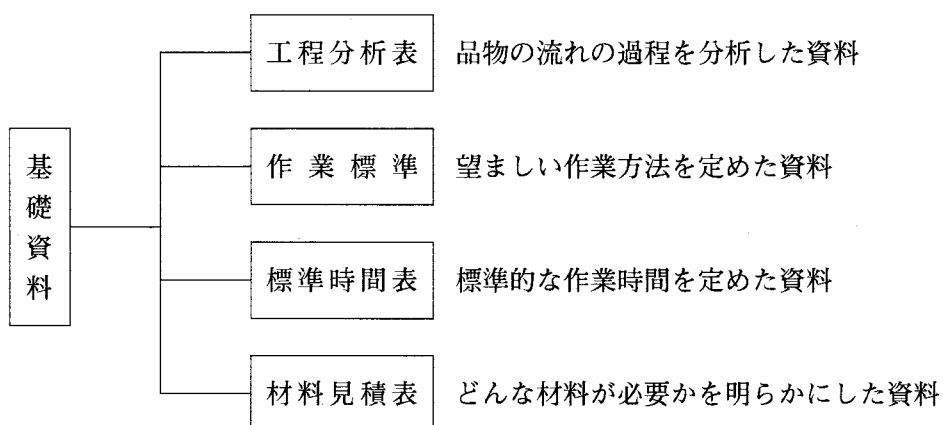 工程分析表 品物の流れの過程を分析した資料
作業標準 望ましい作業方法を定めた資料
基礎資料
標準時間表 標準的な作業時間を定めた資料
材料見積表 どんな材料が必要かを明らかにした資料